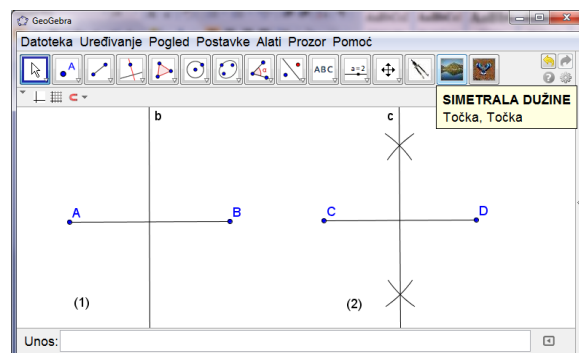 GeoGebra
Datoteka Uređivanje Pogled Postavke Alati Prozor Pomoć
A ABC a=2
SIMETRALA DUŽINE
Točka, Točka
b c
A B C D
(1) (2)
Unos: